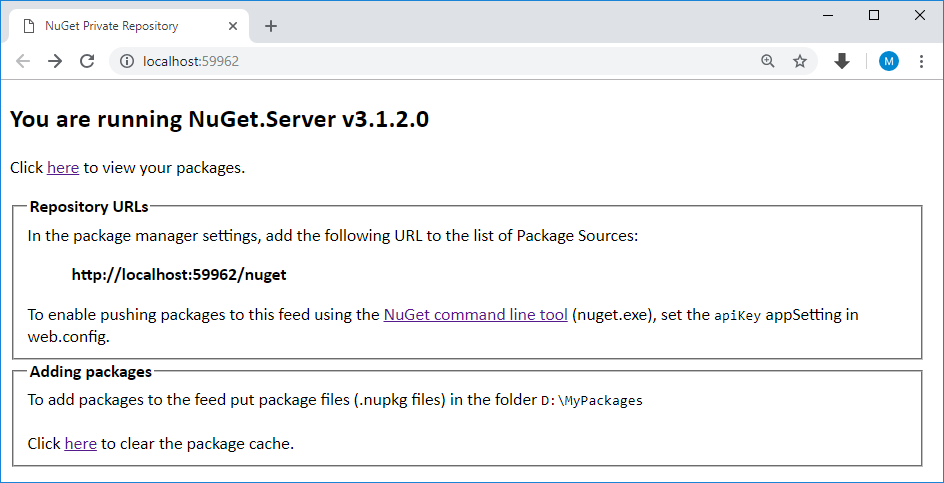 NuGet Private Repository
localhost:59962
M
You are running NuGet.Server v3.1.2.0
Click here to view your packages.
Repository URLs
In the package manager settings, add the following URL to the list of Package Sources:
http://localhost:59962/nuget
To enable pushing packages to this feed using the NuGet command line tool (nuget.exe), set the apiKey appSetting in
web.config.
Adding packages
To add packages to the feed put package files (.nupkg files) in the folder D:\MyPackages
Click here to clear the package cache.